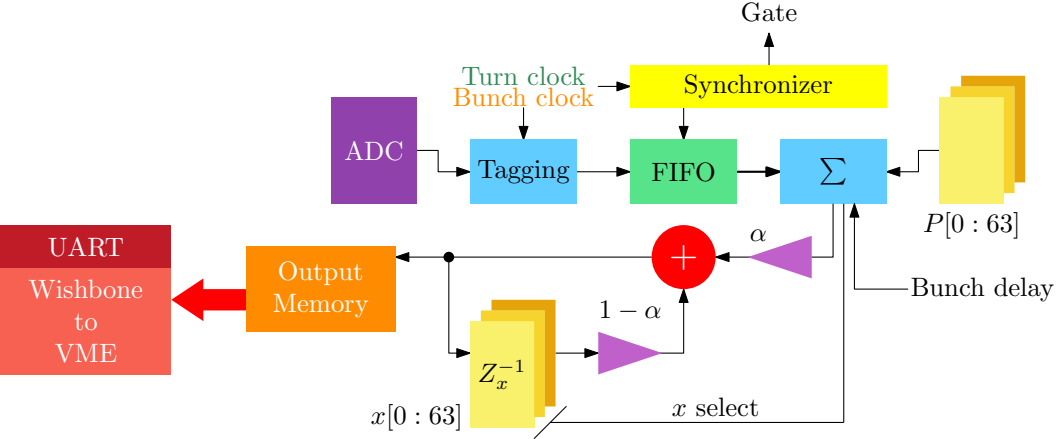 Gate
Turn clock
Bunch clock
Synchronizer
ADC
Tagging
FIFO
∑
P[0 : 63]
UART
Wishbone
to
VME
Output
Memory
+
α
Bunch delay
1 − α
Z_x^{-1}
x[0 : 63]
x select